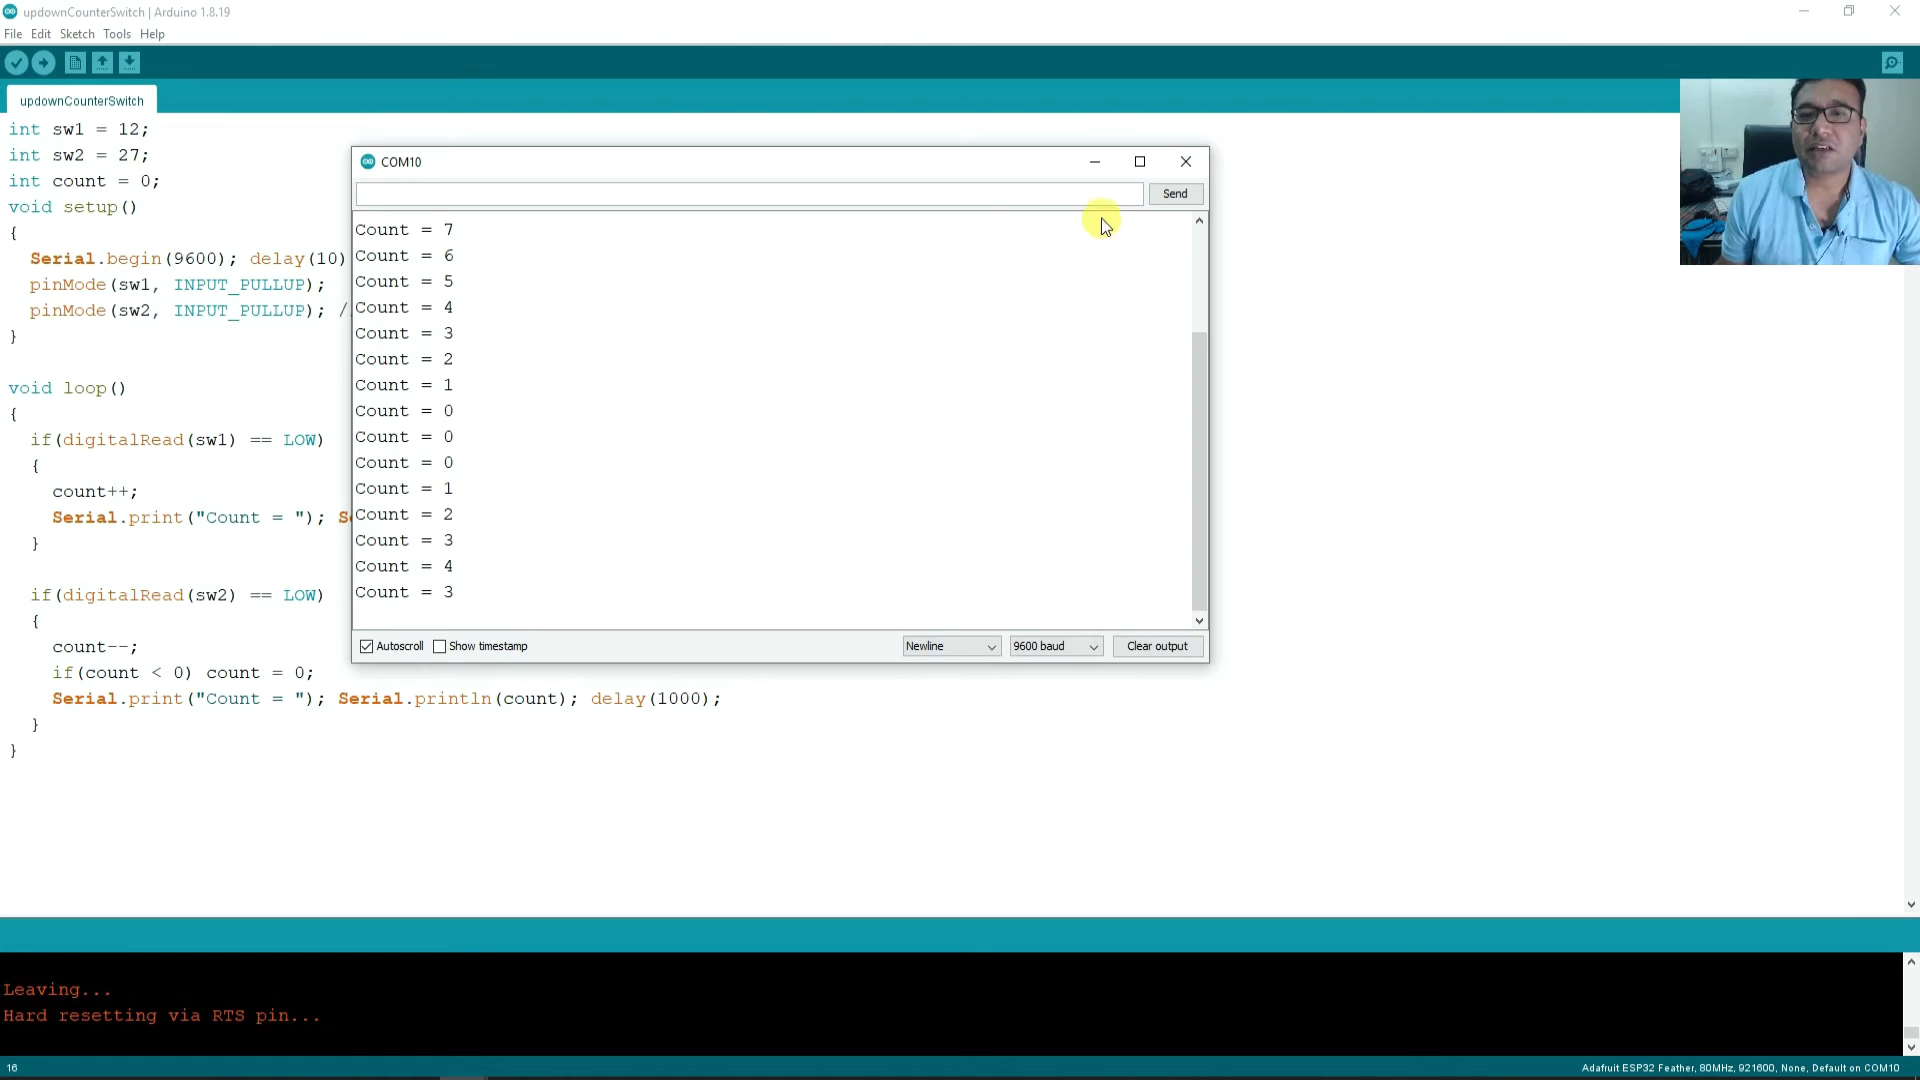 updownCounterSwitch | Arduino 1.8.19
File Edit Sketch Tools Help
updownCounterSwitch
int sw1 = 12;
int sw2 = 27;
int count = 0;
void setup()
{
Serial.begin(9600); delay(10)
pinMode(sw1, INPUT_PULLUP);
pinMode(sw2, INPUT_PULLUP); /
}
void loop()
{
if(digitalRead(sw1) == LOW)
{
count++;
Serial.print("Count = "); S
}
if(digitalRead(sw2) == LOW)
{
count--;
if(count < 0) count = 0;
Serial.print("Count = "); Serial.println(count); delay(1000);
}
}
COM10
Send
Count = 7
Count = 6
Count = 5
Count = 4
Count = 3
Count = 2
Count = 1
Count = 0
Count = 0
Count = 0
Count = 1
Count = 2
Count = 3
Count = 4
Count = 3
Autoscroll Show timestamp Newline 9600 baud Clear output
Leaving...
Hard resetting via RTS pin...
16 Adafruit ESP32 Feather, 80MHz, 921600, None, Default on COM10